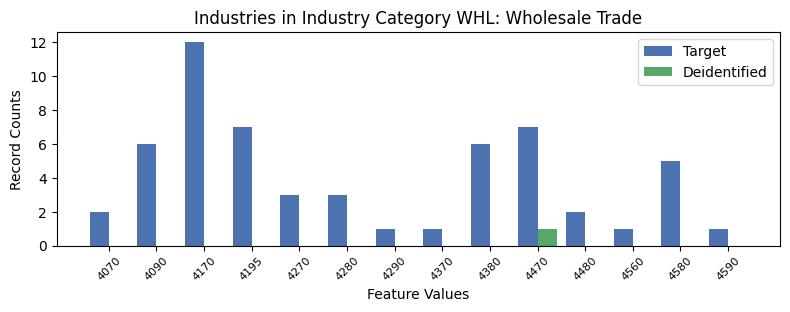 Industries in Industry Category WHL: Wholesale Trade
Target
Deidentified
Record Counts
12
10
8
6
4
2
0
4070 4090 4170 4195 4270 4280 4290 4370 4380 4470 4480 4560 4580 4590
Feature Values